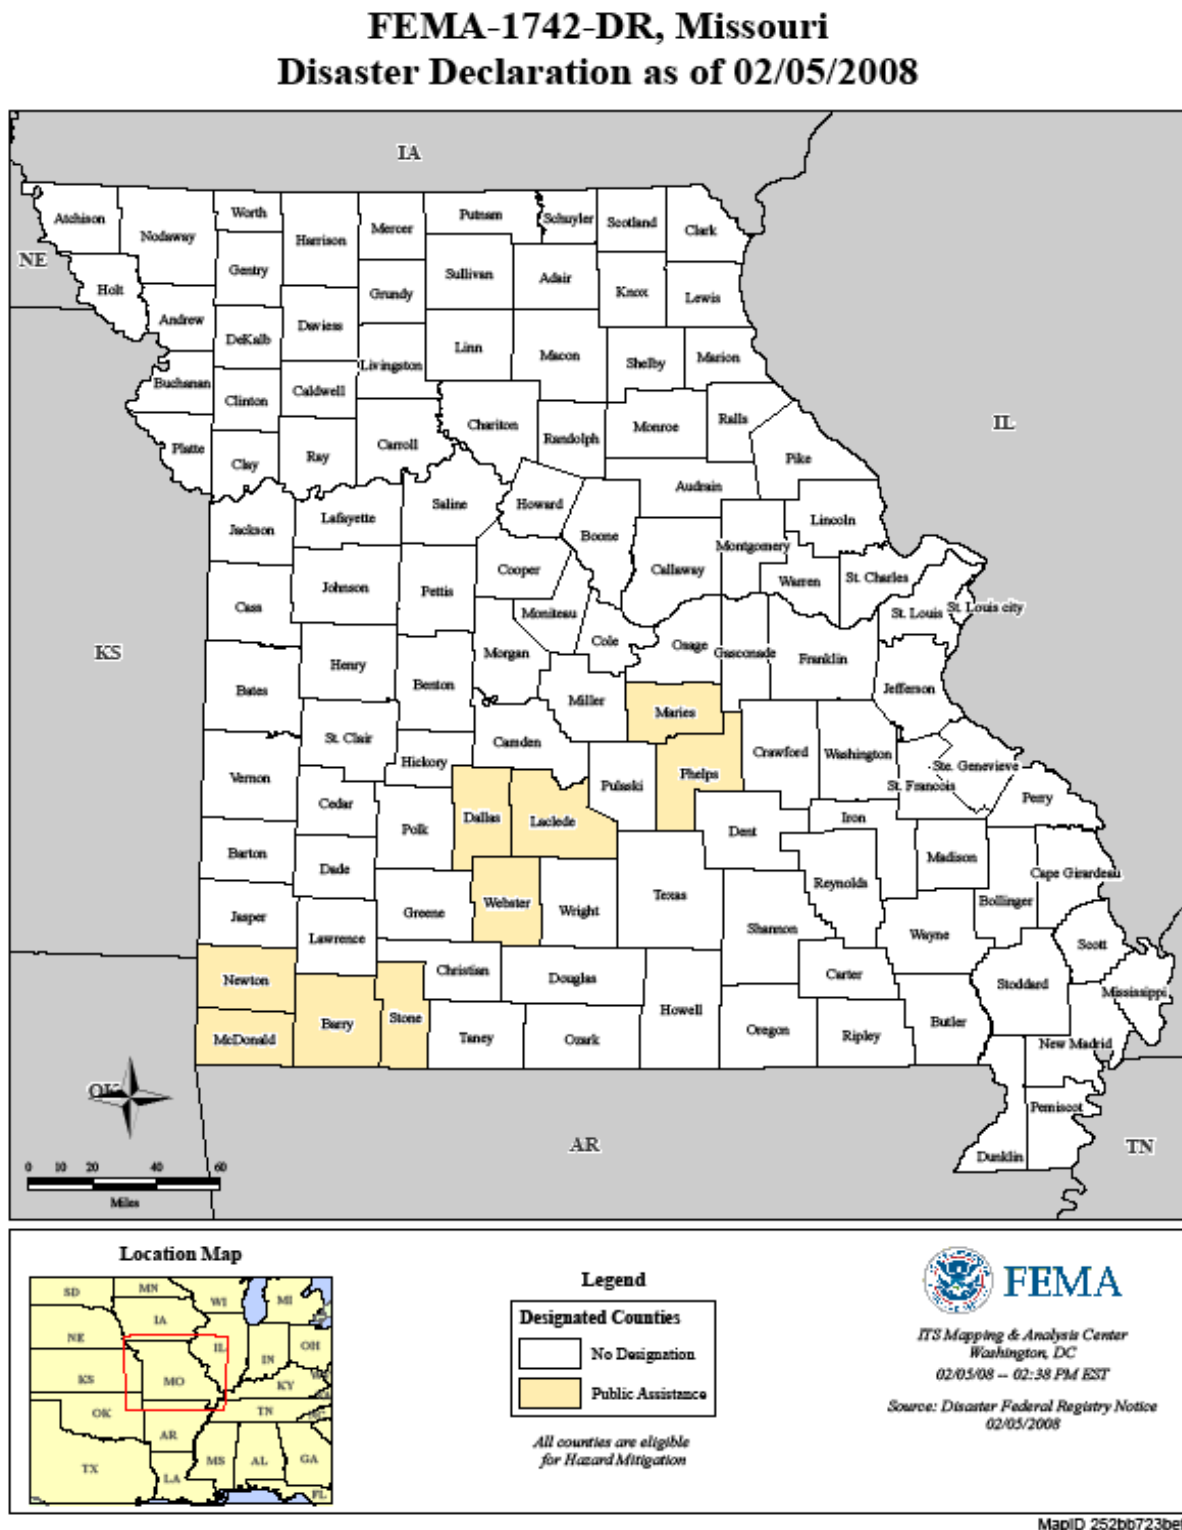 FEMA-1742-DR, Missouri
Disaster Declaration as of 02/05/2008
IA
Atchison
Nodaway
Worth
Harrison
Mercer
Putnam
Schuyler
Scotland
Clark
NE
Holt
Gentry
Grundy
Sullivan
Adair
Knox
Lewis
Andrew
DeKalb
Daviess
Livingston
Linn
Macon
Shelby
Marion
Buchanan
Clinton
Caldwell
Chariton
Randolph
Monroe
Ralls
IL
Platte
Clay
Ray
Carroll
Pike
Audrain
Saline
Howard
Jackson
Lafayette
Boone
Lincoln
Montgomery
Callaway
Cooper
Warren
St. Charles
Cass
Johnson
Pettis
Moniteau
St. Louis
St. Louis city
Cole
KS
Henry
Morgan
Osage
Gasconade
Franklin
Bates
Benton
Miller
Maries
Jefferson
St. Clair
Camden
Crawford
Washington
Vernon
Hickory
Pulaski
Phelps
Ste. Genevieve
St. Francois
Perry
Cedar
Polk
Dallas
Laclede
Dent
Iron
Barton
Dade
Madison
Cape Girardeau
Jasper
Greene
Webster
Wright
Texas
Reynolds
Bollinger
Lawrence
Shannon
Wayne
Scott
Newton
Christian
Douglas
Carter
Stoddard
Mississippi
McDonald
Barry
Stone
Taney
Ozark
Howell
Oregon
Ripley
Butler
New Madrid
OK
Pemiscot
AR
Dunklin
TN
0 10 20 40 60
Miles
Location Map
SD
MN
WI
MI
NE
IA
IL
IN
OH
KS
MO
KY
OK
TN
AR
TX
LA
MS
AL
GA
FL
Legend
Designated Counties
No Designation
Public Assistance
All counties are eligible
for Hazard Mitigation
FEMA
ITS Mapping & Analysis Center
Washington, DC
02/05/08 -- 02:38 PM EST
Source: Disaster Federal Registry Notice
02/05/2008
MapID 252bb723be